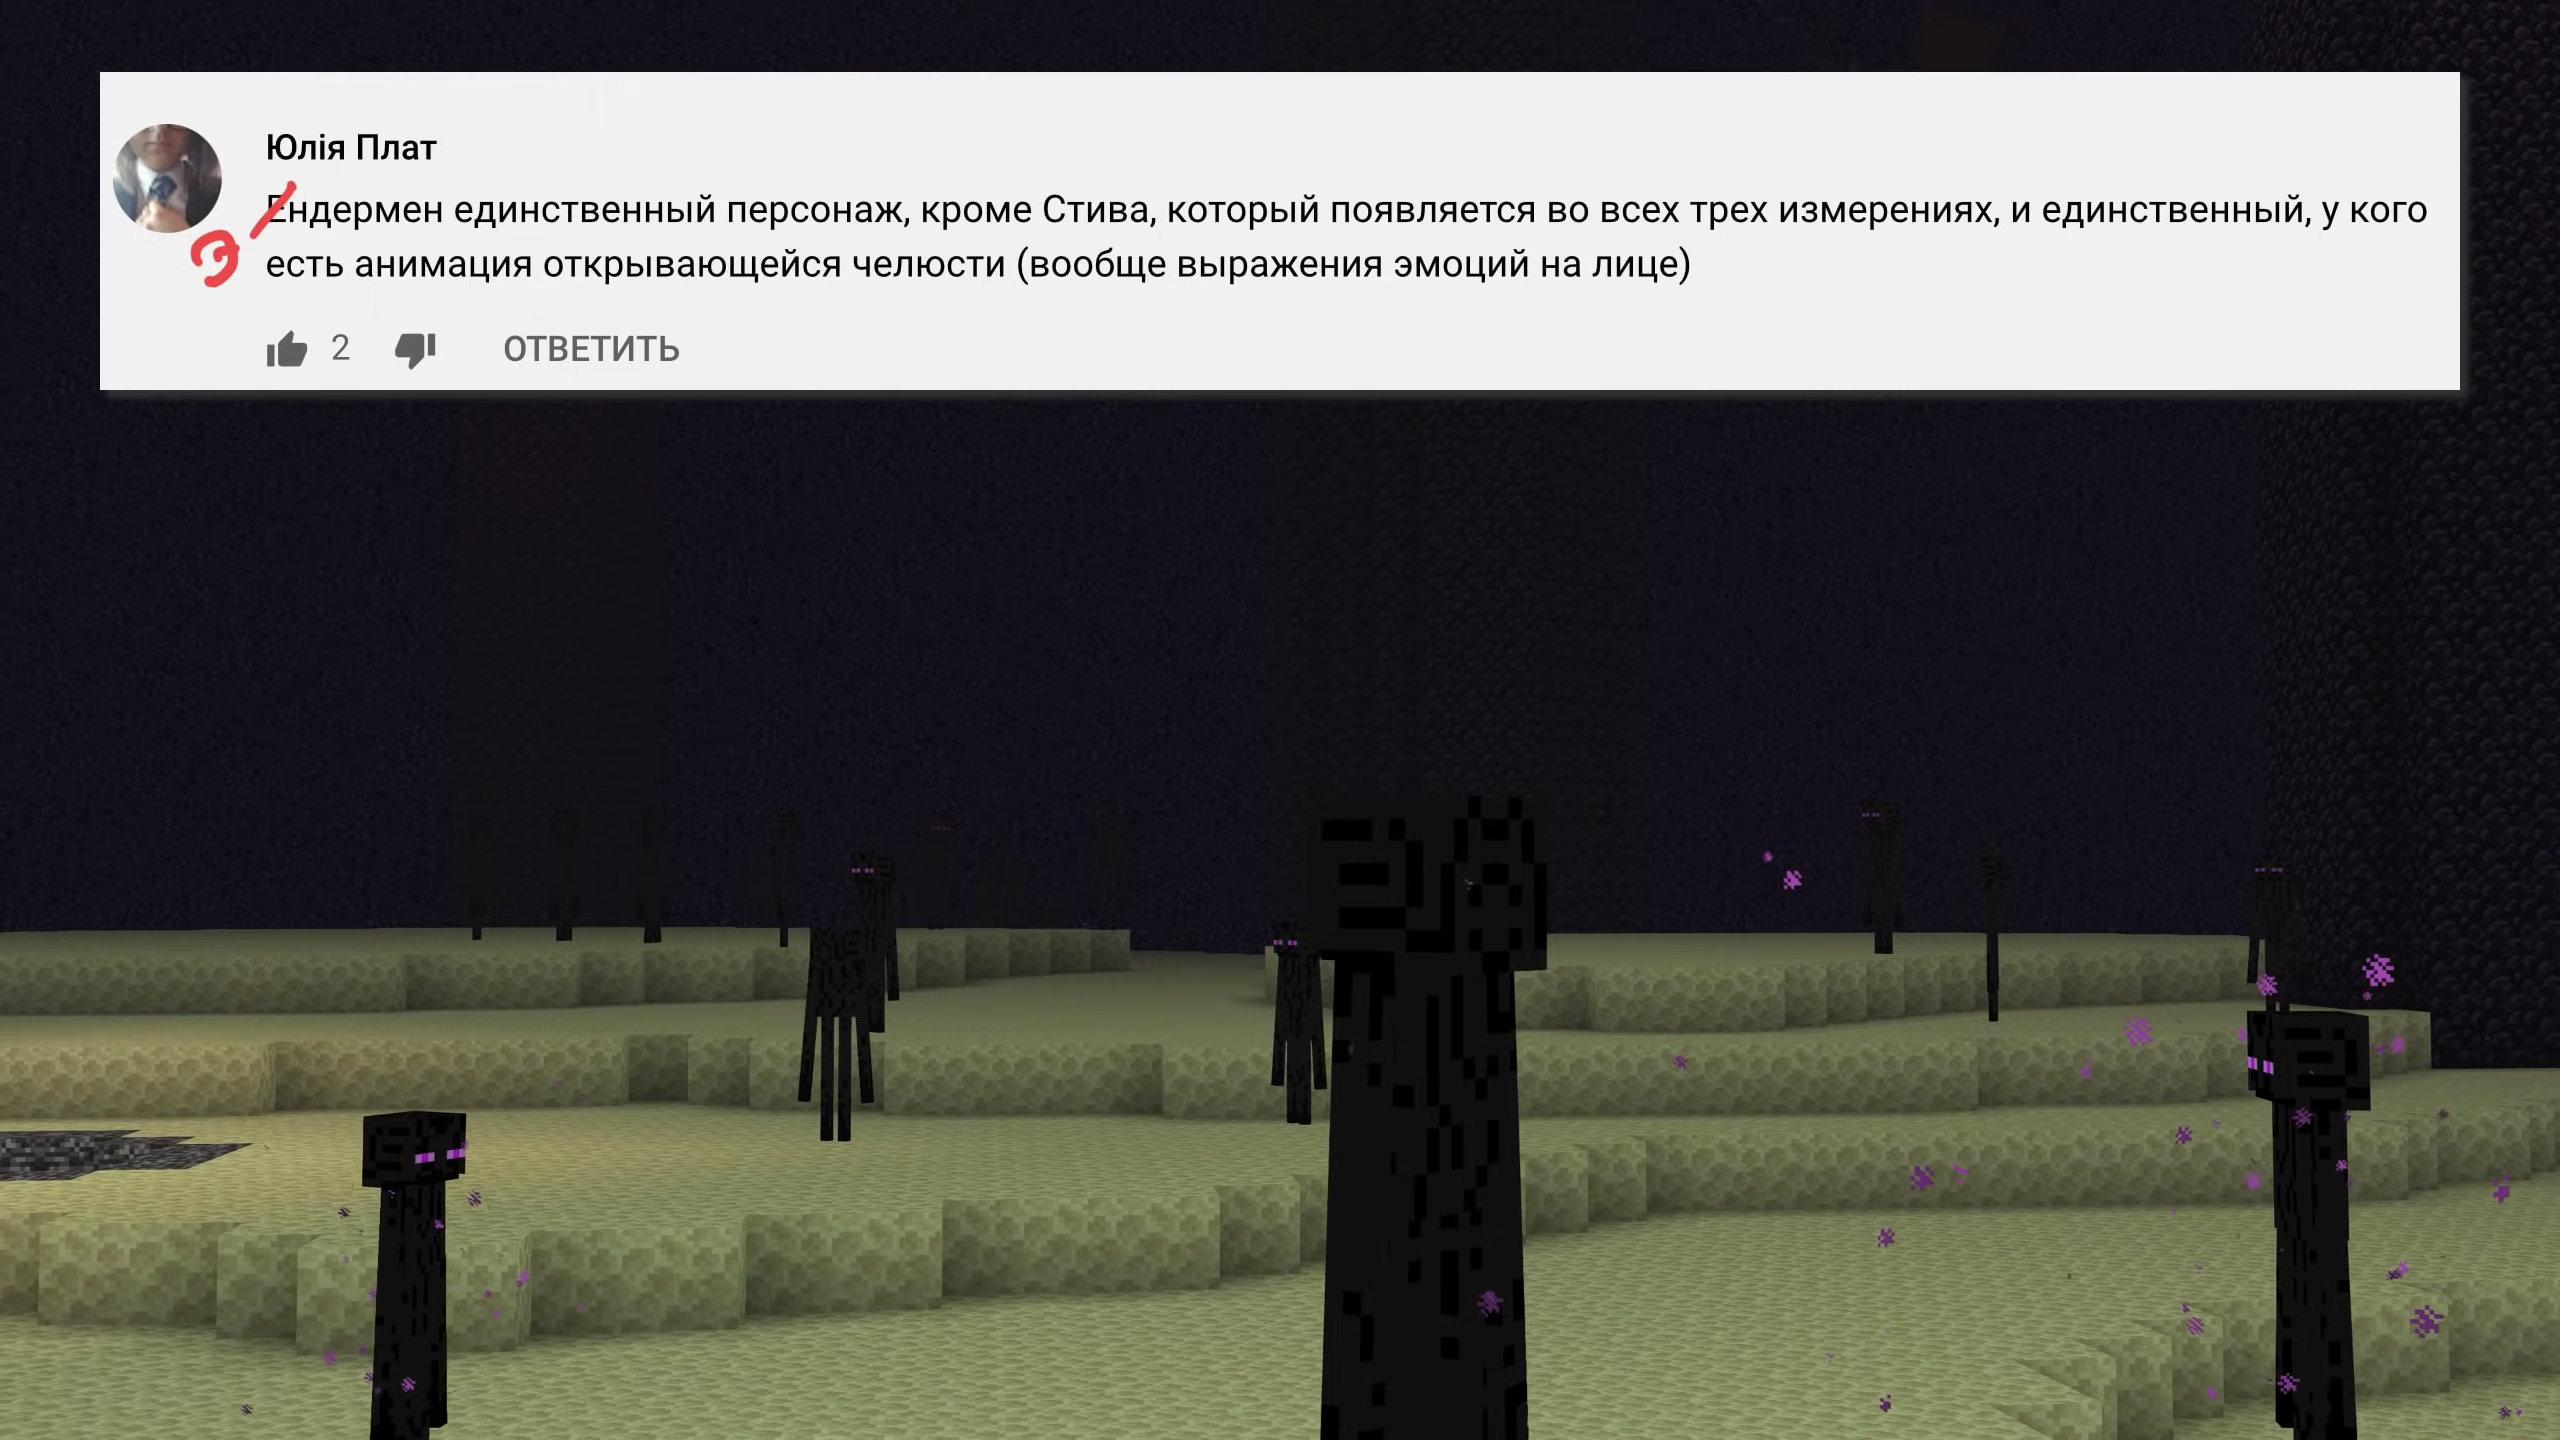 Юлія Плат
Ендермен единственный персонаж, кроме Стива, который появляется во всех трех измерениях, и единственный, у кого
Э
есть анимация открывающейся челюсти (вообще выражения эмоций на лице)
2 ОТВЕТИТЬ